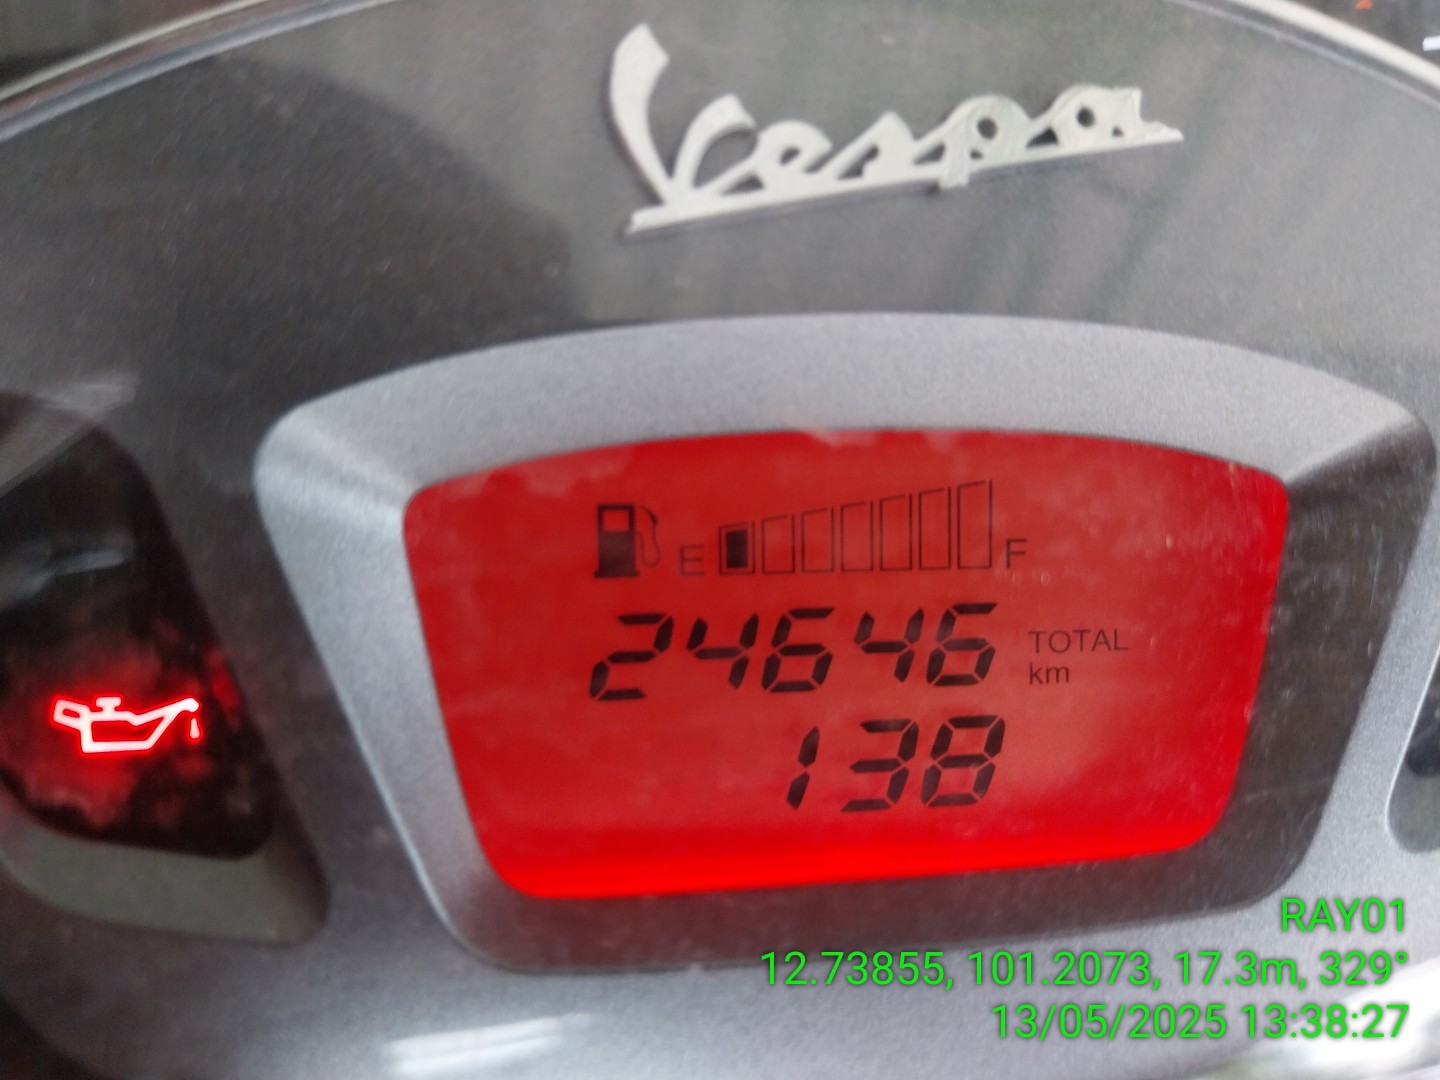 Vespa
E F
24646 TOTAL
km
138
RAY01
12.73855, 101.2073, 17.3m, 329°
13/05/2025 13:38:27